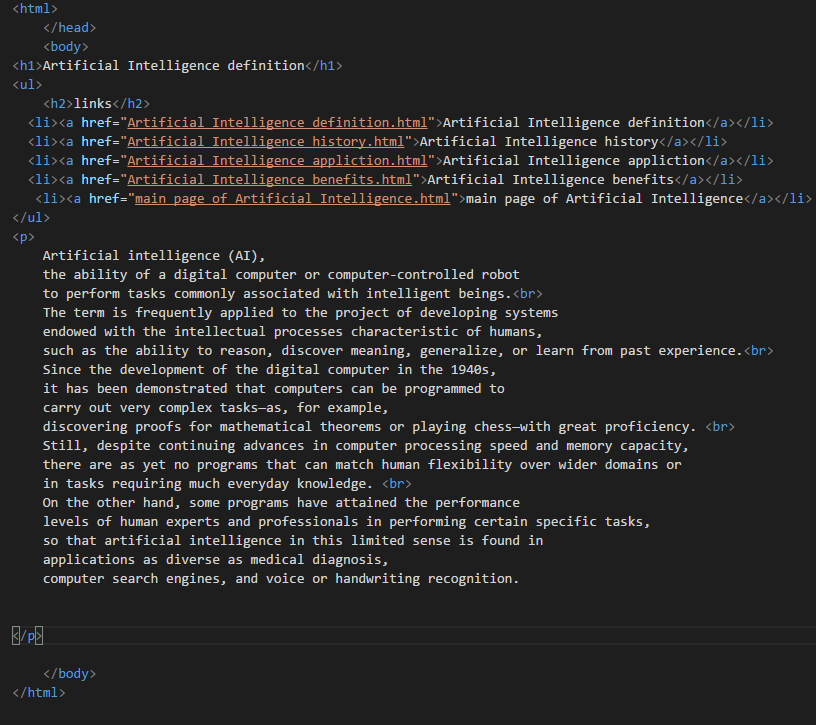 <html>
</head>
<body>
<h1>Artificial Intelligence definition</h1>
<ul>
<h2>links</h2>
<li><a href="Artificial Intelligence definition.html">Artificial Intelligence definition</a></li>
<li><a href="Artificial Intelligence history.html">Artificial Intelligence history</a></li>
<li><a href="Artificial Intelligence appliction.html">Artificial Intelligence appliction</a></li>
<li><a href="Artificial Intelligence benefits.html">Artificial Intelligence benefits</a></li>
<li><a href="main page of Artificial Intelligence.html">main page of Artificial Intelligence</a></li>
</ul>
<p>
Artificial intelligence (AI),
the ability of a digital computer or computer-controlled robot
to perform tasks commonly associated with intelligent beings.<br>
The term is frequently applied to the project of developing systems
endowed with the intellectual processes characteristic of humans,
such as the ability to reason, discover meaning, generalize, or learn from past experience.<br>
Since the development of the digital computer in the 1940s,
it has been demonstrated that computers can be programmed to
carry out very complex tasks—as, for example,
discovering proofs for mathematical theorems or playing chess—with great proficiency. <br>
Still, despite continuing advances in computer processing speed and memory capacity,
there are as yet no programs that can match human flexibility over wider domains or
in tasks requiring much everyday knowledge. <br>
On the other hand, some programs have attained the performance
levels of human experts and professionals in performing certain specific tasks,
so that artificial intelligence in this limited sense is found in
applications as diverse as medical diagnosis,
computer search engines, and voice or handwriting recognition.
</p>
</body>
</html>